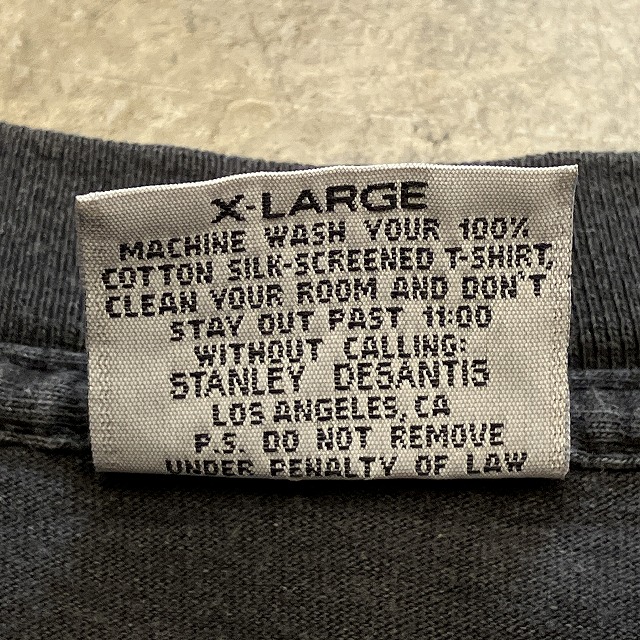 X-LARGE
MACHINE WASH YOUR 100%
COTTON SILK-SCREENED T-SHIRT,
CLEAN YOUR ROOM AND DON'T
STAY OUT PAST 11:00
WITHOUT CALLING:
STANLEY DESANTIS
LOS ANGELES, CA
P.S. DO NOT REMOVE
UNDER PENALTY OF LAW